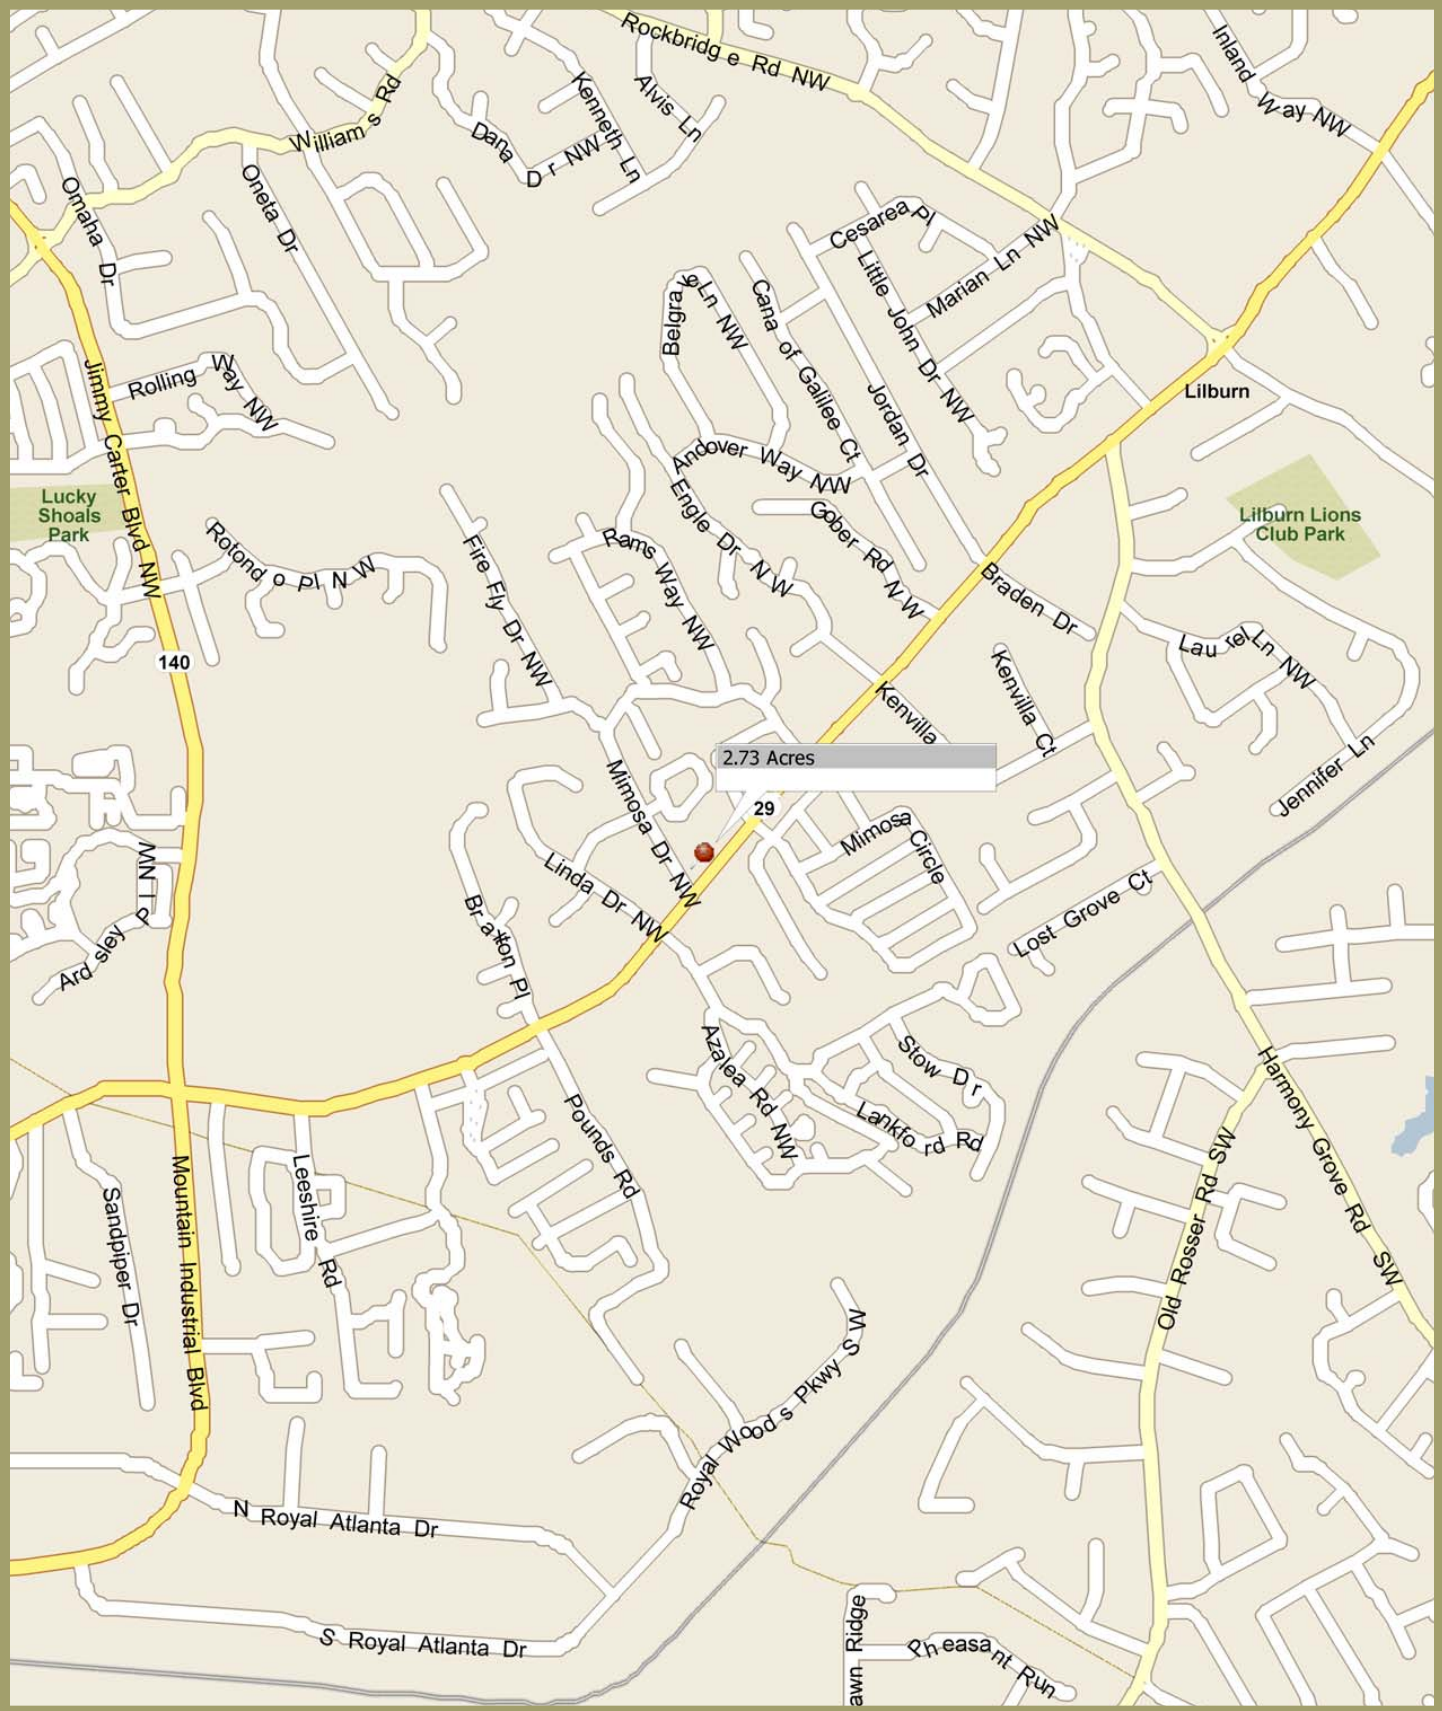 Rockbridge Rd NW
Inland Way NW
Williams Rd
Kenneth Ln
Alvis Ln
Dana Dr NW
Omaha Dr
Oneta Dr
Cesarea Pl
Marian Ln NW
Little John Dr NW
Belgrave Ln NW
Cana of Galilee Ct
Jordan Dr
Jimmy Carter Blvd NW
Rolling Way NW
Lilburn
Andover Way NW
Lucky
Shoals
Park
Lilburn Lions
Club Park
Engle Dr NW
Gober Rd NW
Rotondo Pl NW
Fire Fly Dr NW
Rams Way NW
Braden Dr
Laurel Ln NW
140
Kenvilla
Kenvilla Ct
Jennifer Ln
2.73 Acres
29
Mimosa Dr NW
Mimosa Circle
Ardsley Pl NW
Linda Dr NW
Bratton Pl
Lost Grove Ct
Azalea Rd NW
Stow Dr
Lankford Rd
Harmony Grove Rd SW
Pounds Rd
Old Rosser Rd SW
Leeshire Rd
Mountain Industrial Blvd
Sandpiper Dr
Royal Woods Pkwy SW
N Royal Atlanta Dr
S Royal Atlanta Dr
awn Ridge
Pheasant Run